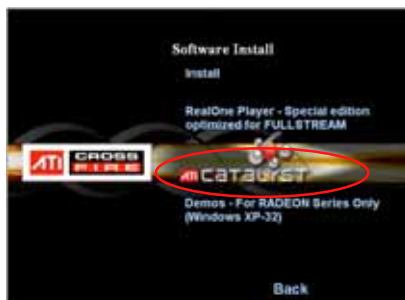 Software Install
Install
RealOne Player - Special edition
optimized for FULLSTREAM
ATI CROSS
FIRE
ATI CATALYST
Demos - For RADEON Series Only
(Windows XP-32)
Back